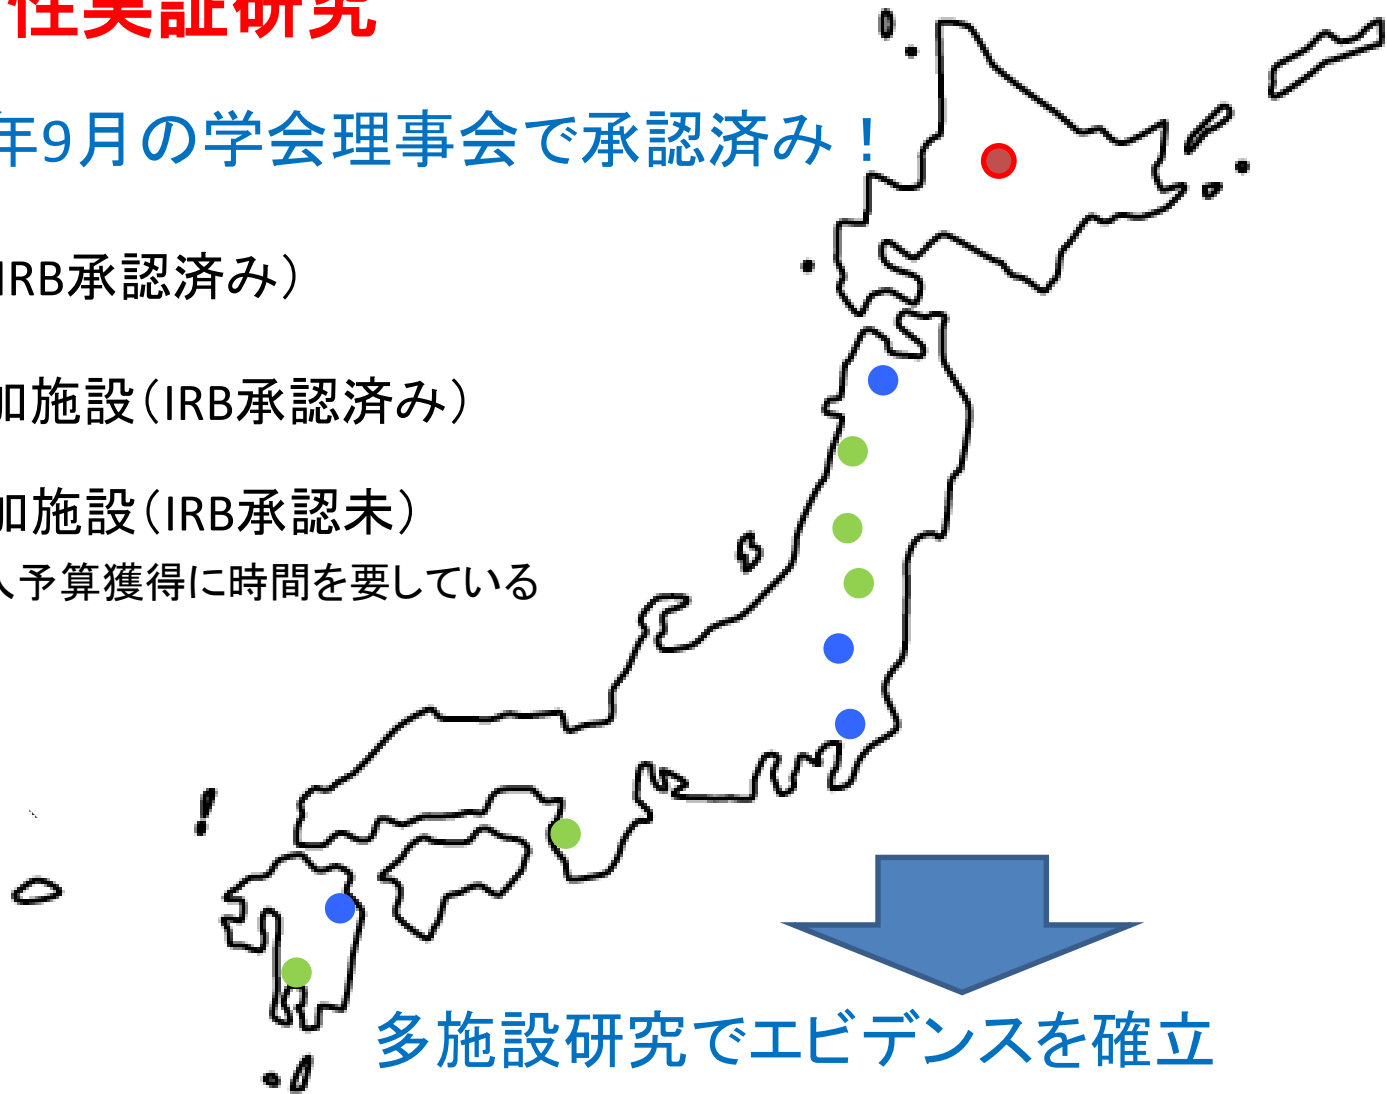 性実証研究
年9月の学会理事会で承認済み！
IRB承認済み）
加施設（IRB承認済み）
加施設（IRB承認未）
予算獲得に時間を要している
多施設研究でエビデンスを確立